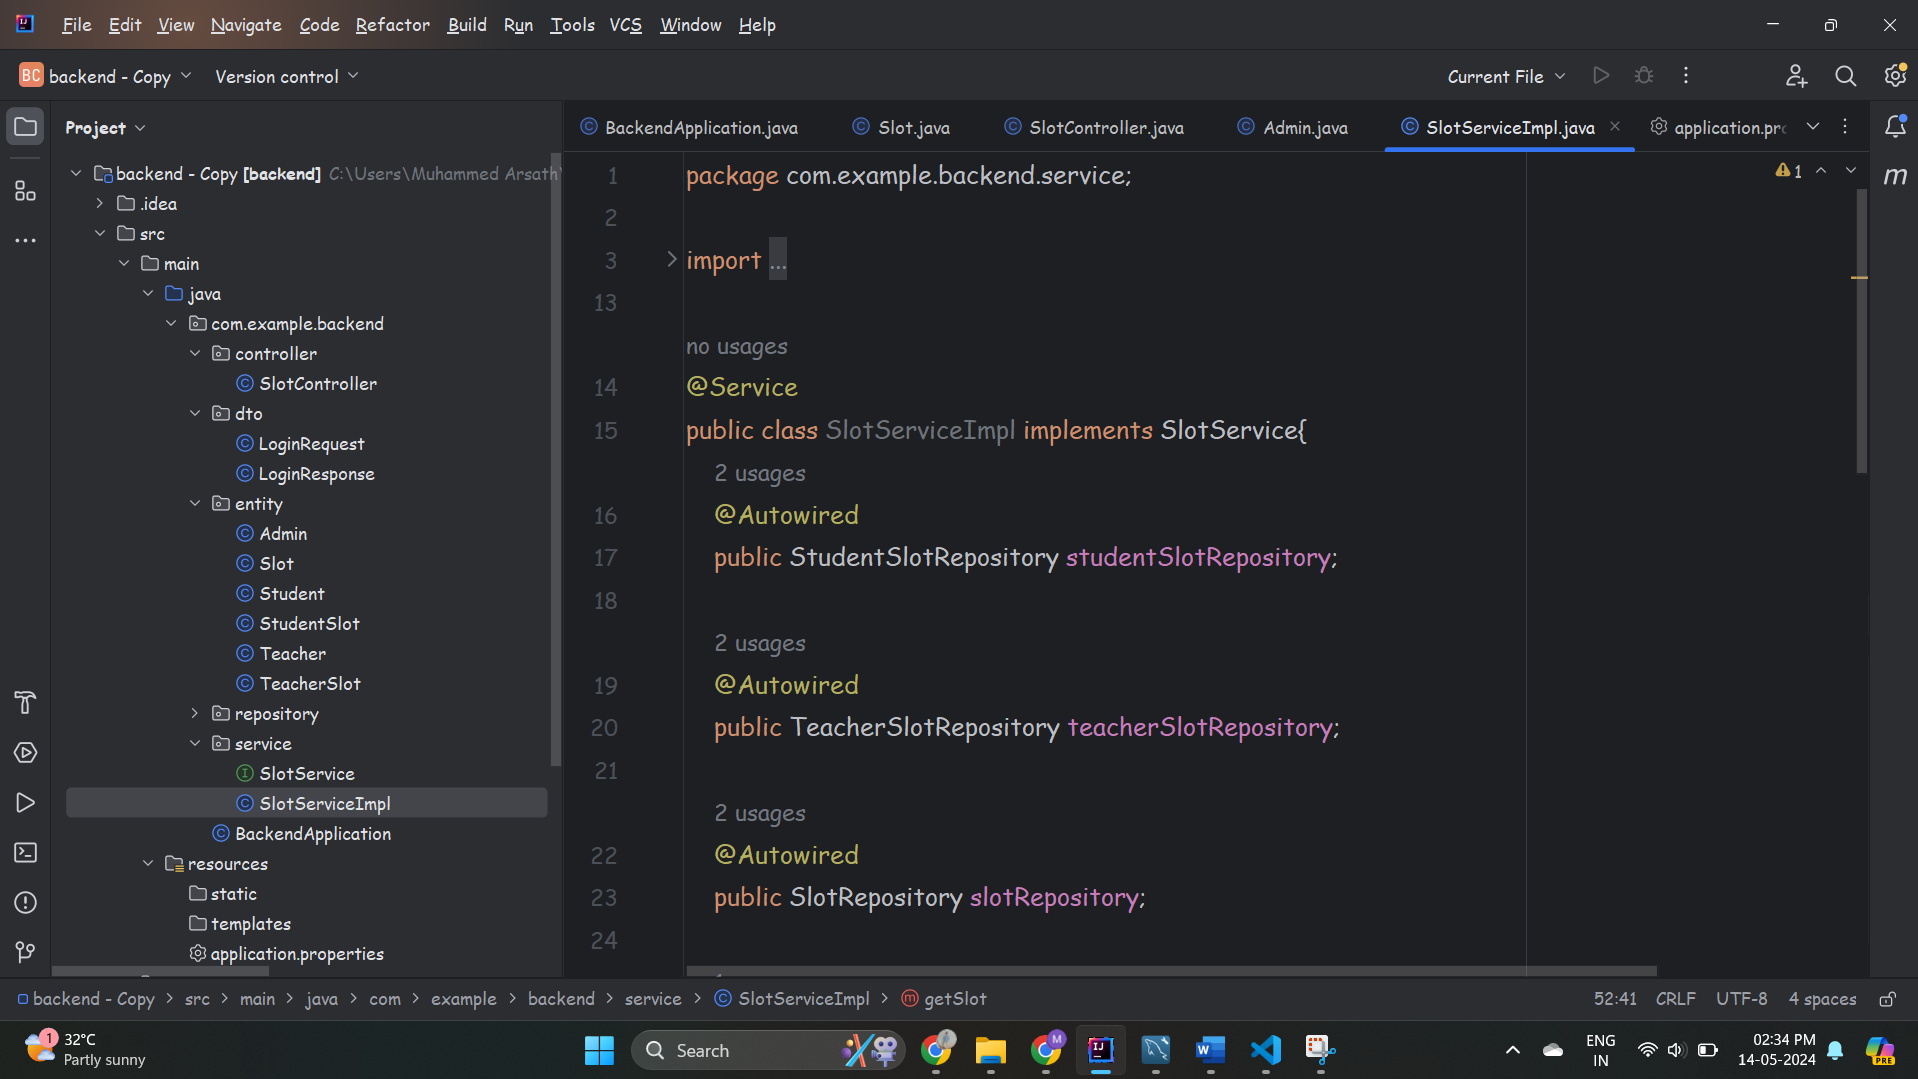 File Edit View Navigate Code Refactor Build Run Tools VCS Window Help
BC backend - Copy Version control Current File
Project
backend - Copy [backend] C:\Users\Muhammed Arsath\
.idea
src
main
java
com.example.backend
controller
SlotController
dto
LoginRequest
LoginResponse
entity
Admin
Slot
Student
StudentSlot
Teacher
TeacherSlot
repository
service
SlotService
SlotServiceImpl
BackendApplication
resources
static
templates
application.properties
BackendApplication.java Slot.java SlotController.java Admin.java SlotServiceImpl.java application.pr
1
1 package com.example.backend.service;
2
3 import ...
13
no usages
14 @Service
15 public class SlotServiceImpl implements SlotService{
2 usages
16 @Autowired
17 public StudentSlotRepository studentSlotRepository;
18
2 usages
19 @Autowired
20 public TeacherSlotRepository teacherSlotRepository;
21
2 usages
22 @Autowired
23 public SlotRepository slotRepository;
24
m
backend - Copy > src > main > java > com > example > backend > service > SlotServiceImpl > getSlot 52:41 CRLF UTF-8 4 spaces
1 32°C
Partly sunny
Search
M
ENG
IN
02:34 PM
14-05-2024
PRE